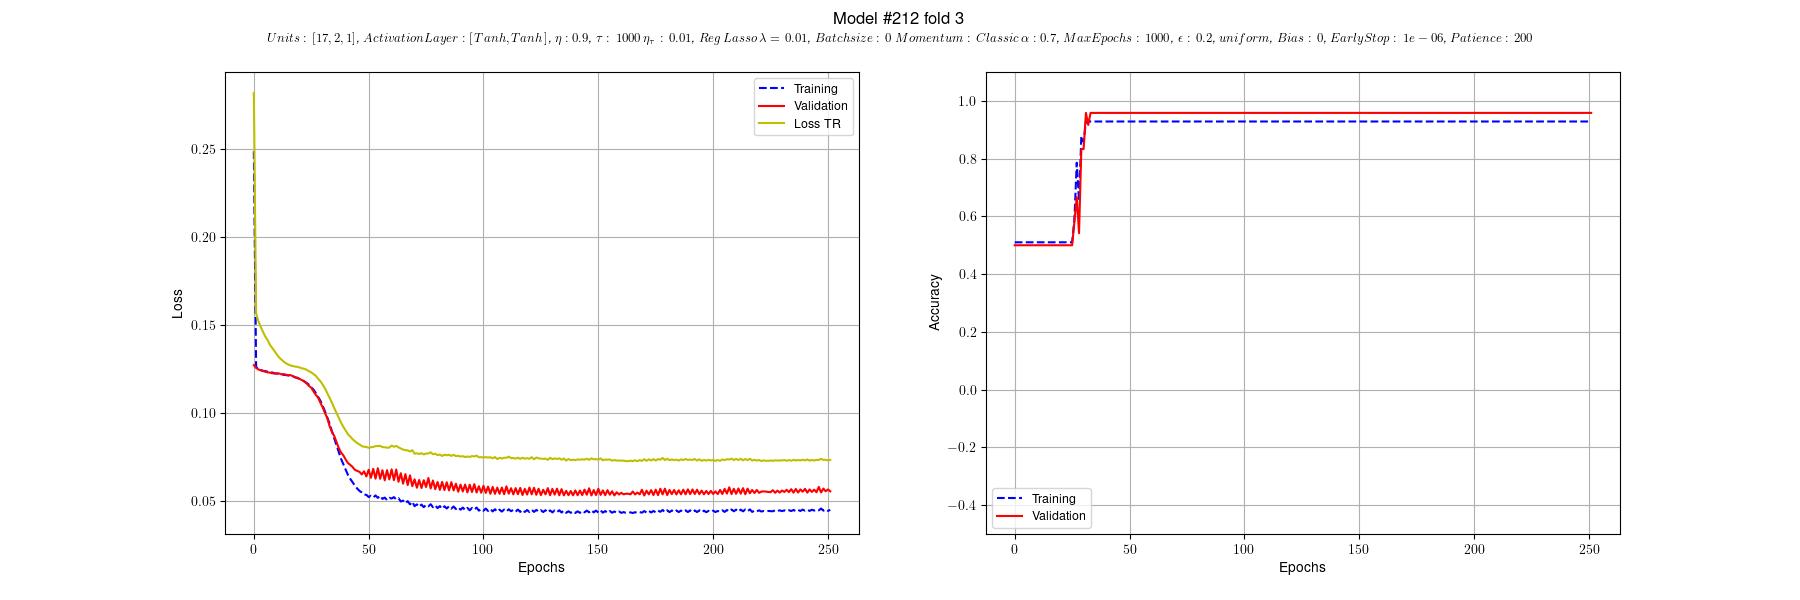 Model #212 fold 3
Units : [17, 2, 1], ActivationLayer : [Tanh, Tanh], η : 0.9, τ : 1000 η_τ : 0.01, Reg Lasso λ = 0.01, Batchsize : 0 Momentum : Classic α : 0.7, MaxEpochs : 1000, ϵ : 0.2, uniform, Bias : 0, EarlyStop : 1e − 06, Patience : 200
Training
Validation
Loss TR
Loss
0.25
0.20
0.15
0.10
0.05
0 50 100 150 200 250
Epochs
Accuracy
1.0
0.8
0.6
0.4
0.2
0.0
−0.2
−0.4
Training
Validation
0 50 100 150 200 250
Epochs